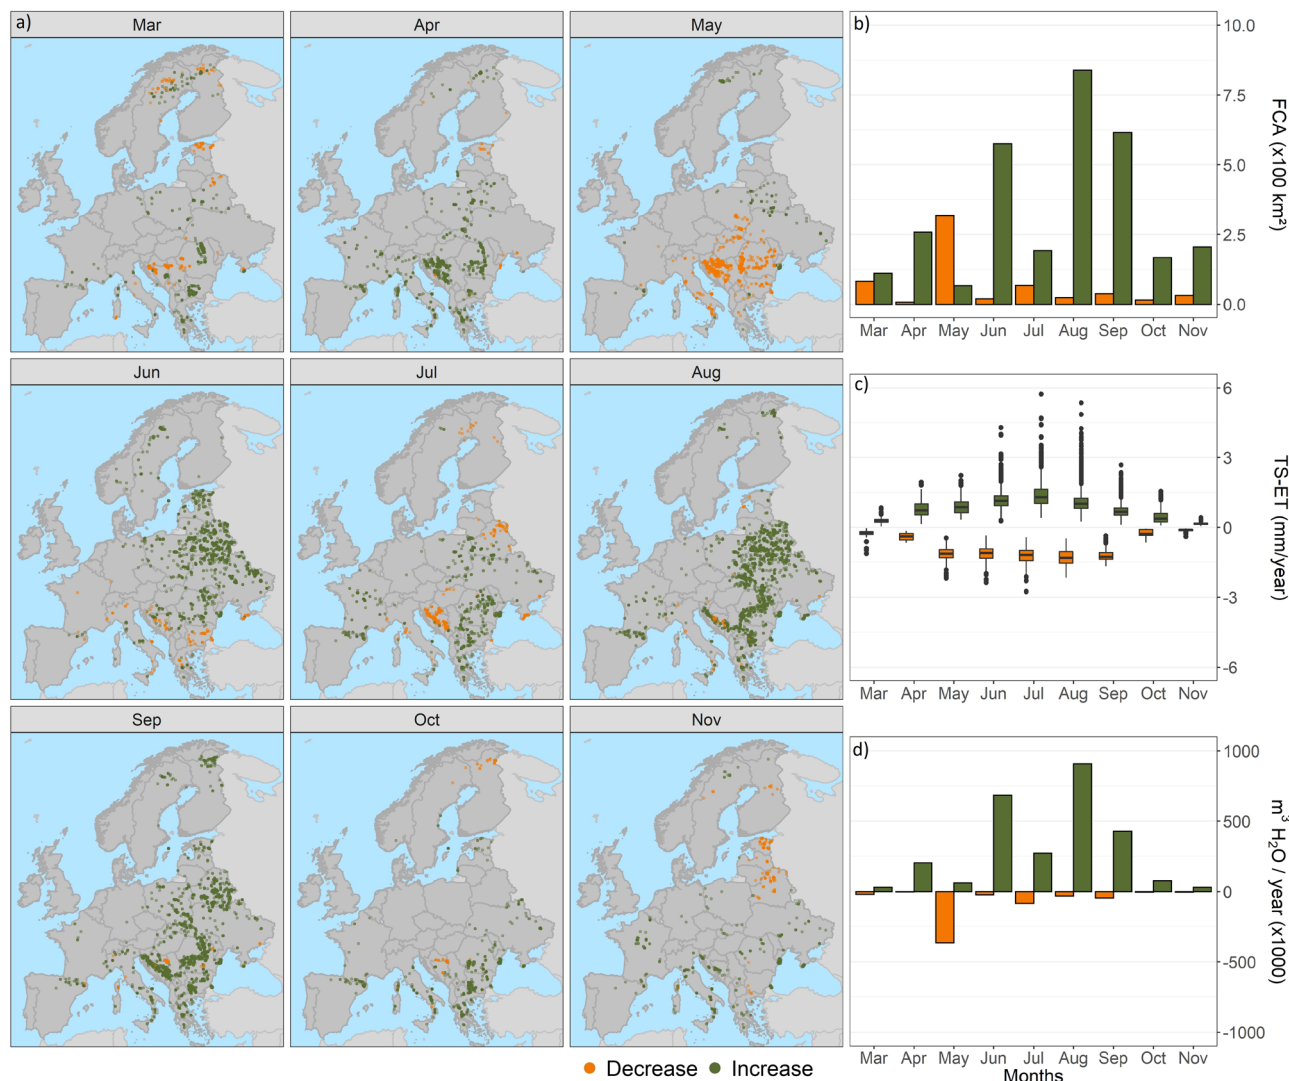 a)
Mar
Apr
May
Jun
Jul
Aug
Sep
Oct
Nov
Decrease
Increase
b)
10.0
7.5
5.0
2.5
0.0
FCA (x100 km²)
Mar Apr May Jun Jul Aug Sep Oct Nov
c)
6
3
0
-3
-6
TS-ET (mm/year)
Mar Apr May Jun Jul Aug Sep Oct Nov
d)
1000
500
0
-500
-1000
m³ H₂O / year (x1000)
Mar Apr May Jun Jul Aug Sep Oct Nov
Months